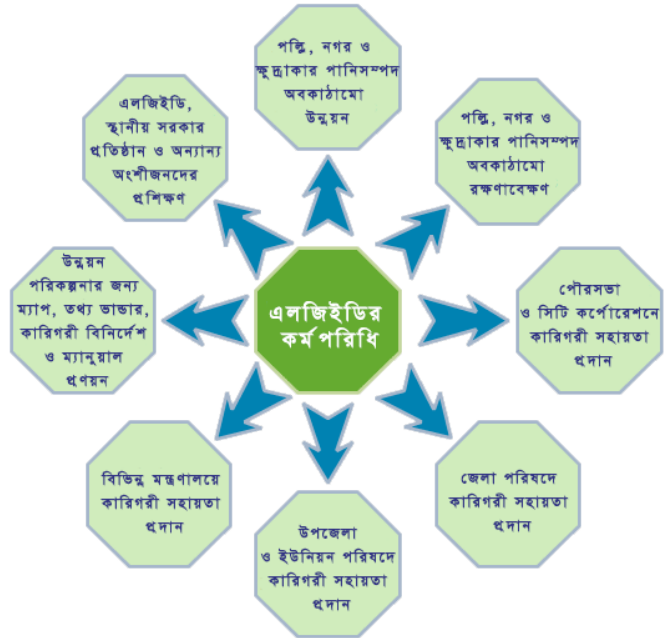 পল্লি, নগর ও
ক্ষুদ্রাকার পানিসম্পদ
অবকাঠামো
উন্নয়ন
পল্লি, নগর ও
ক্ষুদ্রাকার পানিসম্পদ
অবকাঠামো
রক্ষণাবেক্ষণ
পৌরসভা
ও সিটি কর্পোরেশনে
কারিগরী সহায়তা
প্রদান
জেলা পরিষদে
কারিগরী সহায়তা
প্রদান
উপজেলা
ও ইউনিয়ন পরিষদে
কারিগরী সহায়তা
প্রদান
বিভিন্ন মন্ত্রণালয়ে
কারিগরী সহায়তা
প্রদান
উন্নয়ন
পরিকল্পনার জন্য
ম্যাপ, তথ্য ভান্ডার,
কারিগরী বিনির্দেশ
ও ম্যানুয়াল
প্রণয়ন
এলজিইডি,
স্থানীয় সরকার
প্রতিষ্ঠান ও অন্যান্য
অংশীজনদের
প্রশিক্ষণ
এলজিইডির
কর্ম পরিধি